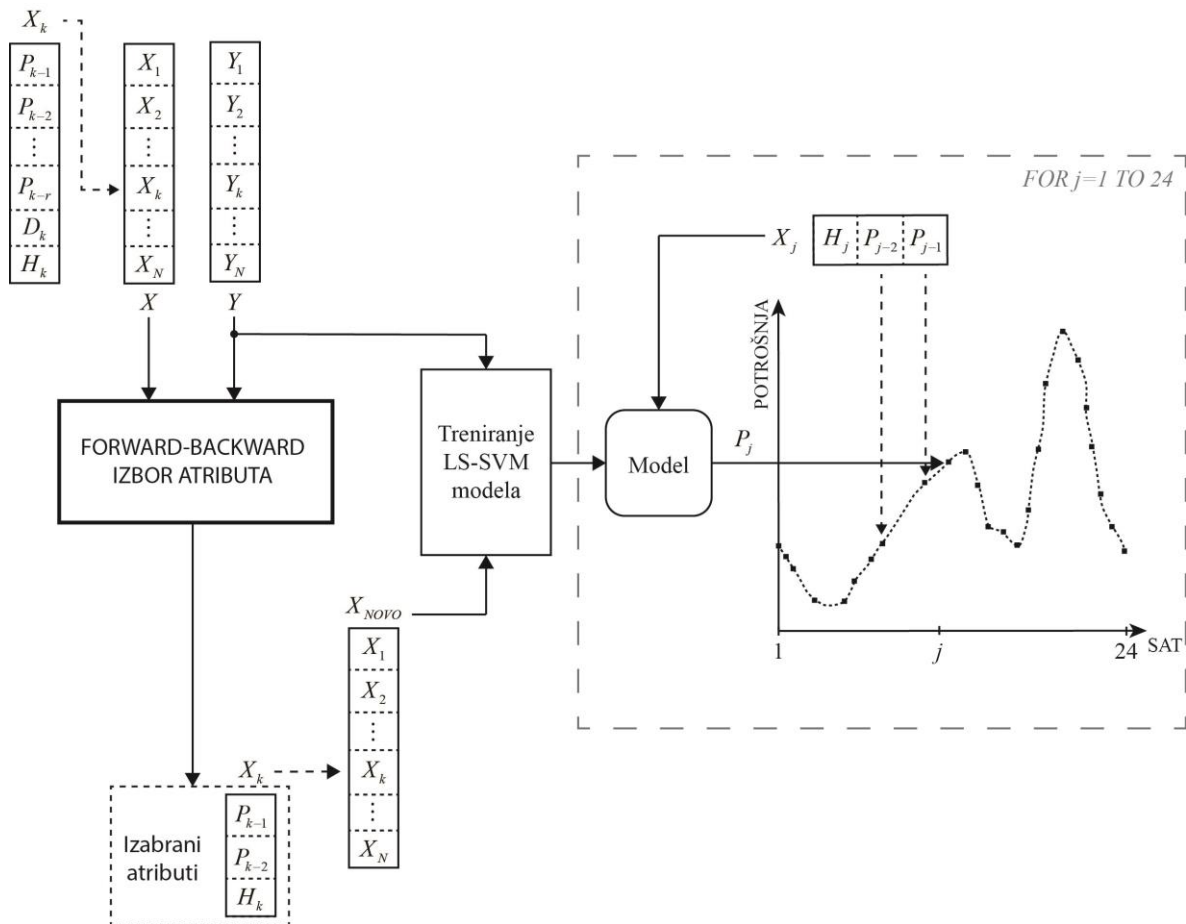 X_k
P_{k-1}
P_{k-2}
⋮
P_{k-r}
D_k
H_k
X_1
X_2
⋮
X_k
⋮
X_N
X
Y_1
Y_2
⋮
Y_k
⋮
Y_N
Y
FORWARD-BACKWARD
IZBOR ATRIBUTA
Izabrani
atributi
X_k
P_{k-1}
P_{k-2}
H_k
X_{NOVO}
X_1
X_2
⋮
X_k
⋮
X_N
Treniranje
LS-SVM
modela
FOR j=1 TO 24
X_j
H_j P_{j-2} P_{j-1}
Model
P_j
POTROŠNJA
1 j 24 SAT